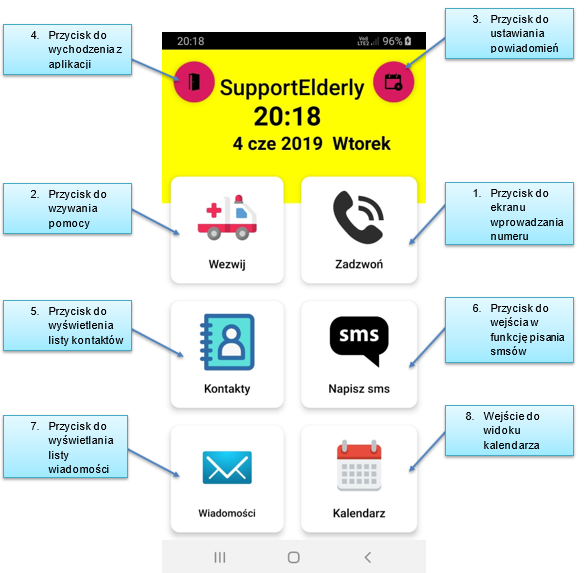 4. Przycisk do
wychodzenia z
aplikacji
3. Przycisk do
ustawiania
powiadomień
20:18
Vo))
LTE2
96%
SupportElderly
20:18
4 cze 2019 Wtorek
2. Przycisk do
wzywania
pomocy
Wezwij
Zadzwoń
1. Przycisk do
ekranu
wprowadzania
numeru
5. Przycisk do
wyświetlenia
listy kontaktów
Kontakty
sms
Napisz sms
6. Przycisk do
wejścia w
funkcję pisania
smsów
7. Przycisk do
wyświetlania
listy
wiadomości
Wiadomości
Kalendarz
8. Wejście do
widoku
kalendarza